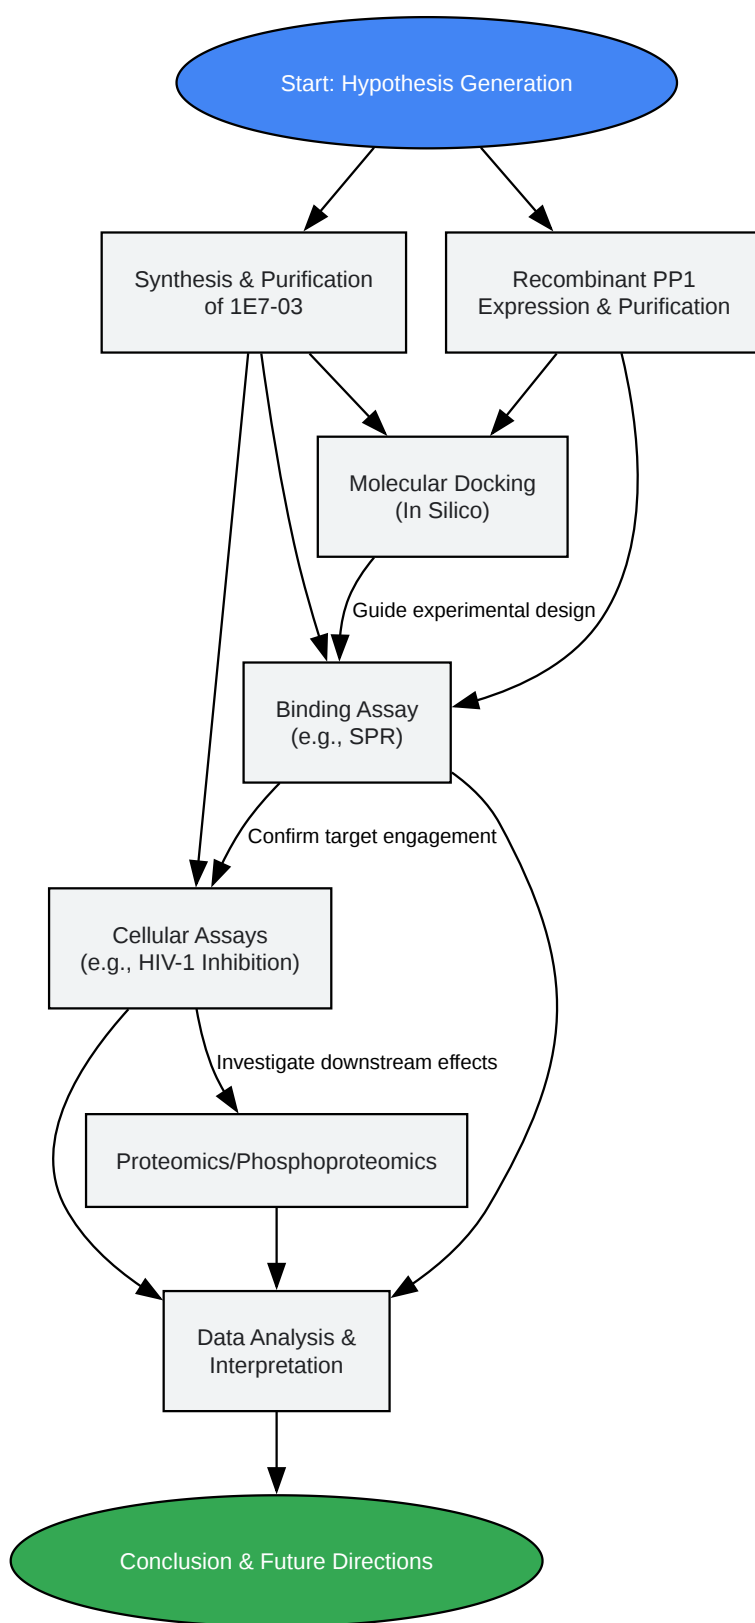 Start: Hypothesis Generation
Synthesis & Purification
of 1E7-03
Recombinant PP1
Expression & Purification
Molecular Docking
(In Silico)
Guide experimental design
Binding Assay
(e.g., SPR)
Confirm target engagement
Cellular Assays
(e.g., HIV-1 Inhibition)
Investigate downstream effects
Proteomics/Phosphoproteomics
Data Analysis &
Interpretation
Conclusion & Future Directions